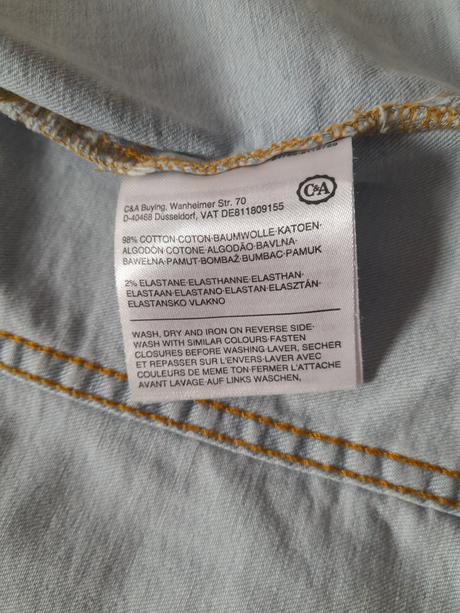 C&A
C&A Buying, Wanheimer Str. 70
D-40468 Düsseldorf, VAT DE811809155
98% COTTON·COTON·BAUMWOLLE·KATOEN·
ALGODÓN·COTONE·ALGODÃO·BAVLNA·
BAWEŁNA·PAMUT·BOMBAŽ·BUMBAC·PAMUK
2% ELASTANE·ELASTHANNE·ELASTHAN·
ELASTAAN·ELASTANO·ELASTAN·ELASZTÁN·
ELASTANSKO VLAKNO
WASH, DRY AND IRON ON REVERSE SIDE·
WASH WITH SIMILAR COLOURS·FASTEN
CLOSURES BEFORE WASHING·LAVER, SECHER
ET REPASSER SUR L'ENVERS·LAVER AVEC
COULEURS DE MEME TON·FERMER L'ATTACHE
AVANT LAVAGE·AUF LINKS WASCHEN,